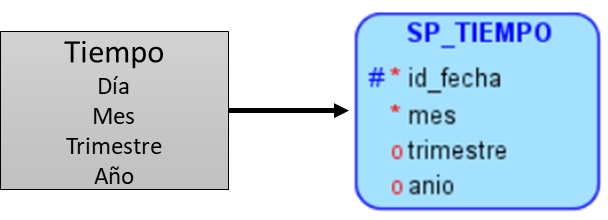 Tiempo
Día
Mes
Trimestre
Año
SP_TIEMPO
# * id_fecha
* mes
o trimestre
o anio